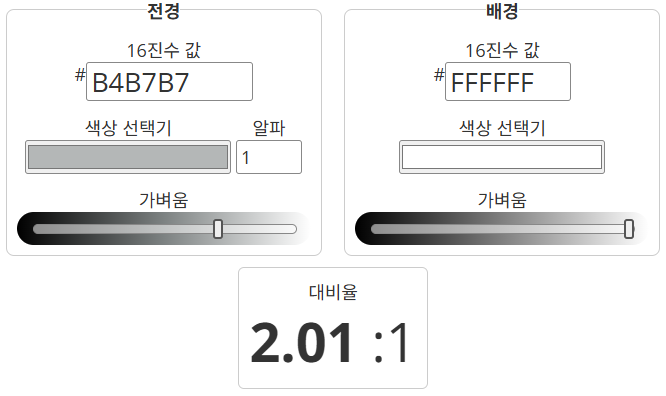 전경
16진수 값
#B4B7B7
색상 선택기 알파
1
가벼움
배경
16진수 값
#FFFFFF
색상 선택기
가벼움
대비율
2.01 :1